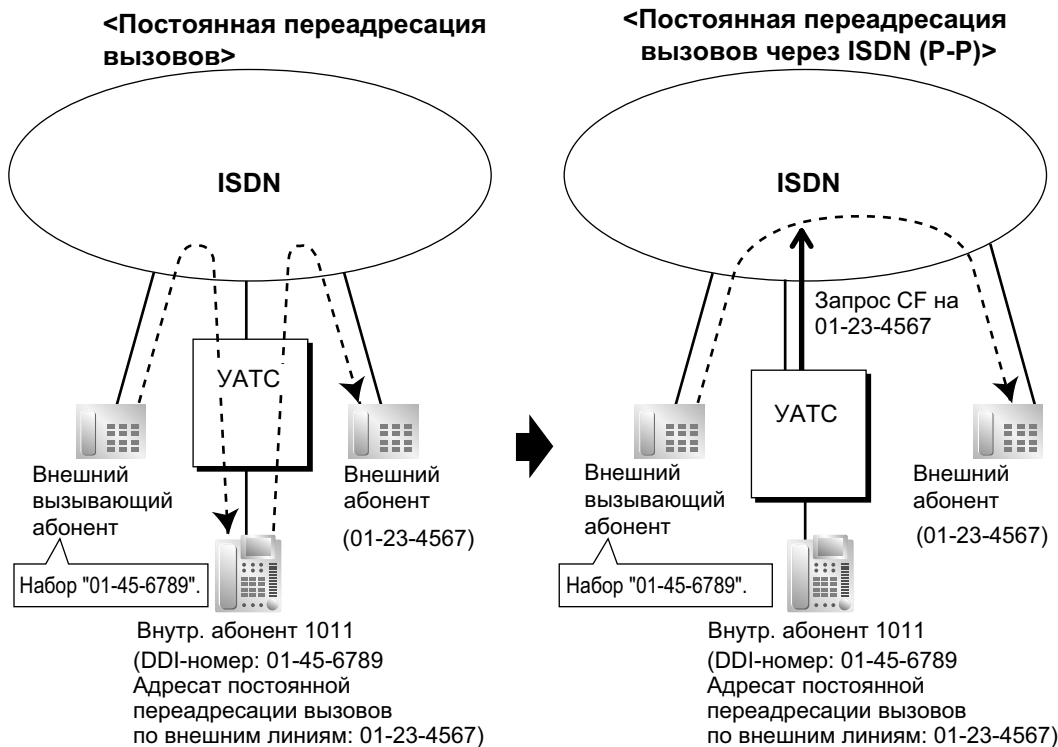 <Постоянная переадресация
вызовов>
ISDN
УАТС
Внешний
вызывающий
абонент
Набор "01-45-6789".
Внешний
абонент
(01-23-4567)
Внутр. абонент 1011
(DDI-номер: 01-45-6789
Адресат постоянной
переадресации вызовов
по внешним линиям: 01-23-4567)
<Постоянная переадресация
вызовов через ISDN (P-P)>
ISDN
Запрос CF на
01-23-4567
УАТС
Внешний
вызывающий
абонент
Набор "01-45-6789".
Внешний
абонент
(01-23-4567)
Внутр. абонент 1011
(DDI-номер: 01-45-6789
Адресат постоянной
переадресации вызовов
по внешним линиям: 01-23-4567)